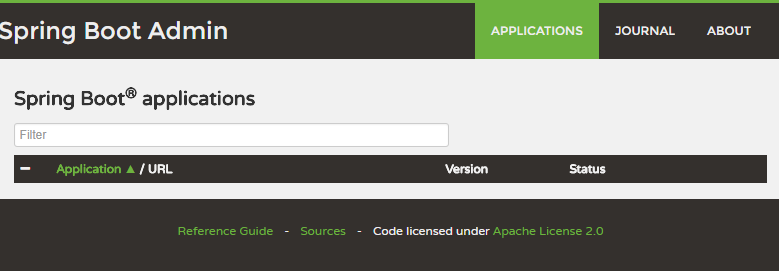 Spring Boot Admin
APPLICATIONS JOURNAL ABOUT
Spring Boot® applications
Filter
Application ▲ / URL Version Status
Reference Guide - Sources - Code licensed under Apache License 2.0